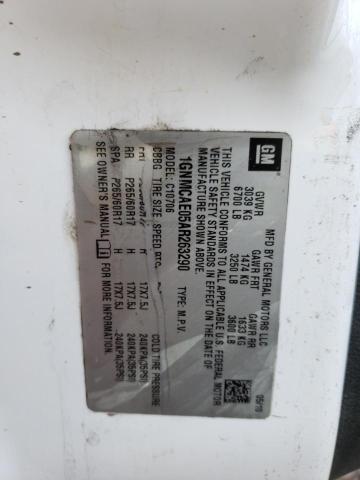 GM
MFD BY GENERAL MOTORS LLC
05/10
GVWR GAWR FRT GAWR RR
3039 KG 1474 KG 1633 KG
6700 LB 3250 LB 3600 LB
THIS VEHICLE CONFORMS TO ALL APPLICABLE U.S. FEDERAL MOTOR
VEHICLE SAFETY STANDARDS IN EFFECT ON THE DATE OF
MANUFACTURE SHOWN ABOVE.
1GNMCAE05AR263290 TYPE: M.P.V.
C10706
CBBG TIRE SIZE SPEED RTG COLD TIRE PRESSURE
H 17X7.5J 240KPA(35PSI)
RR P265/60R17 H 17X7.5J 240KPA(35PSI)
SPA P265/60R17 H 17X7.5J 240KPA(35PSI)
SEE OWNER'S MANUAL FOR MORE INFORMATION.